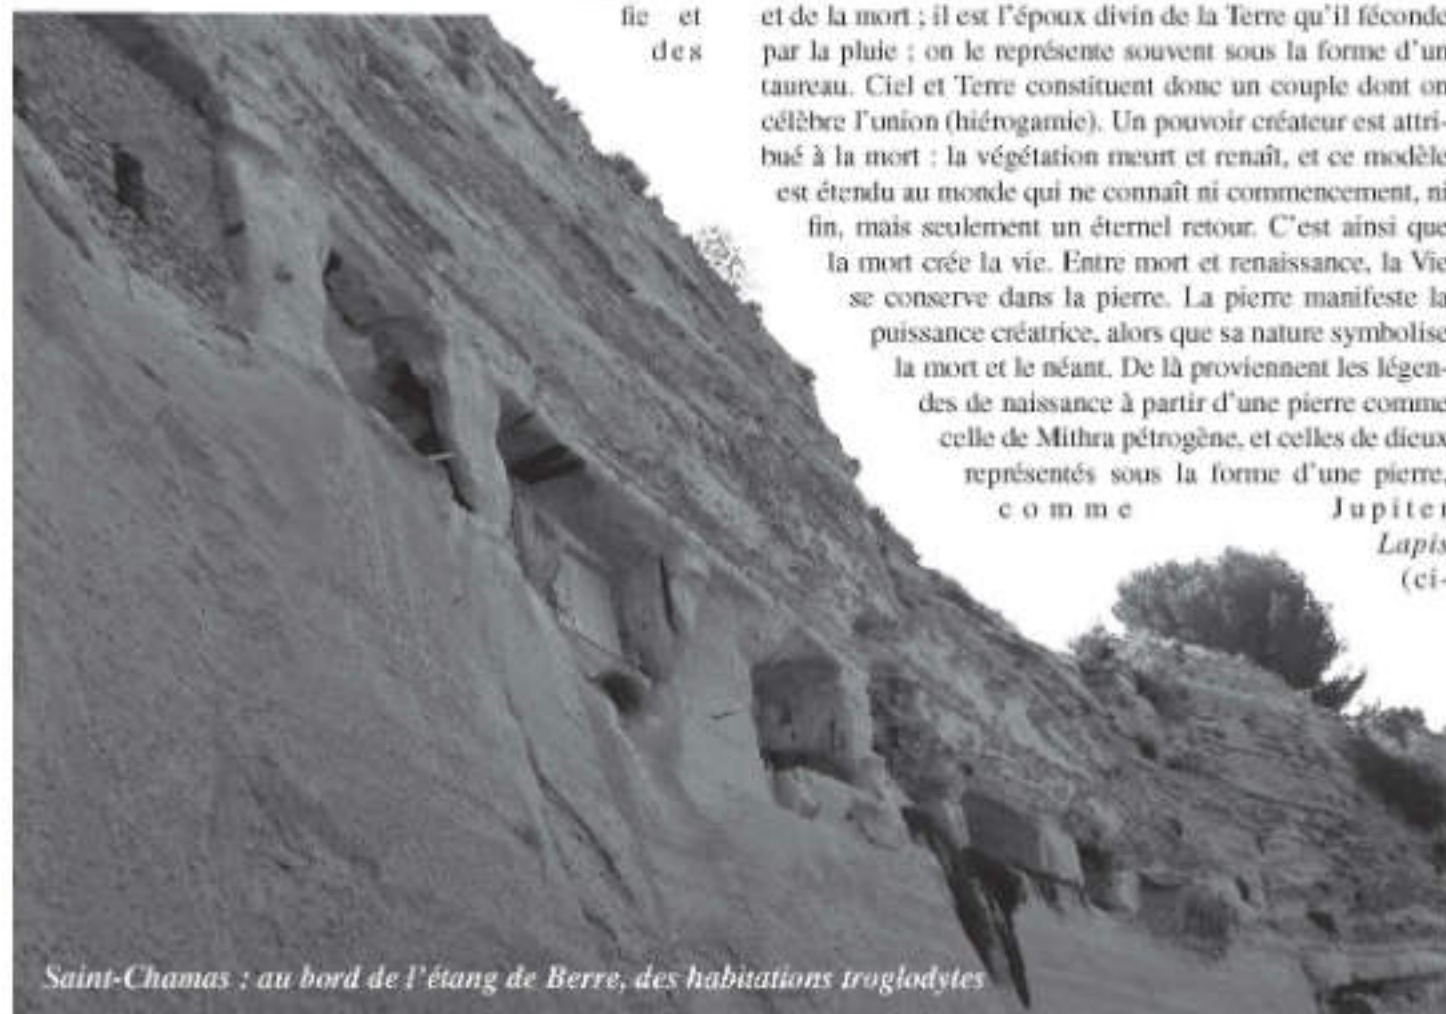 fie et
des
et de la mort ; il est l'époux divin de la Terre qu'il féconde
par la pluie ; on le représente souvent sous la forme d'un
taureau. Ciel et Terre constituent donc un couple dont on
célèbre l'union (hiérogamie). Un pouvoir créateur est attri-
bué à la mort : la végétation meurt et renaît, et ce modèle
est étendu au monde qui ne connaît ni commencement, ni
fin, mais seulement un éternel retour. C'est ainsi que
la mort crée la vie. Entre mort et renaissance, la Vie
se conserve dans la pierre. La pierre manifeste la
puissance créatrice, alors que sa nature symbolise
la mort et le néant. De là proviennent les légen-
des de naissance à partir d'une pierre comme
celle de Mithra pétrogène, et celles de dieux
représentés sous la forme d'une pierre,
comme Jupiter
Lapis
(ci-
Saint-Chamas : au bord de l'étang de Berre, des habitations troglodytes